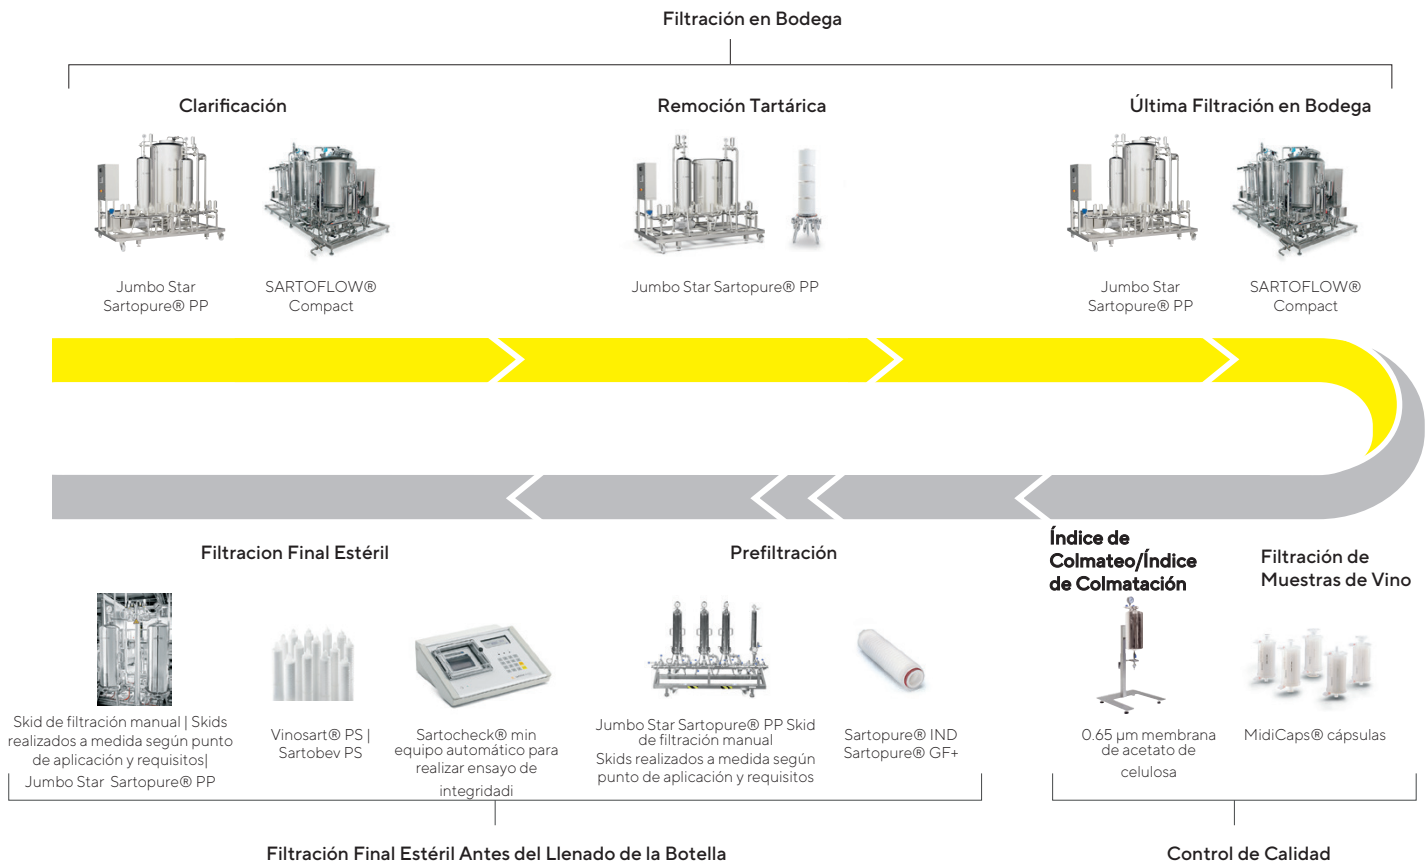 Filtración en Bodega
Clarificación
Remoción Tartárica
Última Filtración en Bodega
Jumbo Star
Sartopure® PP
SARTOFLOW®
Compact
Jumbo Star Sartopure® PP
Jumbo Star
Sartopure® PP
SARTOFLOW®
Compact
Filtracion Final Estéril
Prefiltración
Índice de
Colmateo/Índice
de Colmatación
Filtración de
Muestras de Vino
Skid de filtración manual | Skids
realizados a medida según punto
de aplicación y requisitos|
Jumbo Star Sartopure® PP
Vinosart® PS |
Sartobev PS
Sartocheck® min
equipo automático para
realizar ensayo de
integridadi
Jumbo Star Sartopure® PP Skid
de filtración manual
Skids realizados a medida según
punto de aplicación y requisitos
Sartopure® IND
Sartopure® GF+
0.65 µm membrana
de acetato de
celulosa
MidiCaps® cápsulas
Filtración Final Estéril Antes del Llenado de la Botella
Control de Calidad